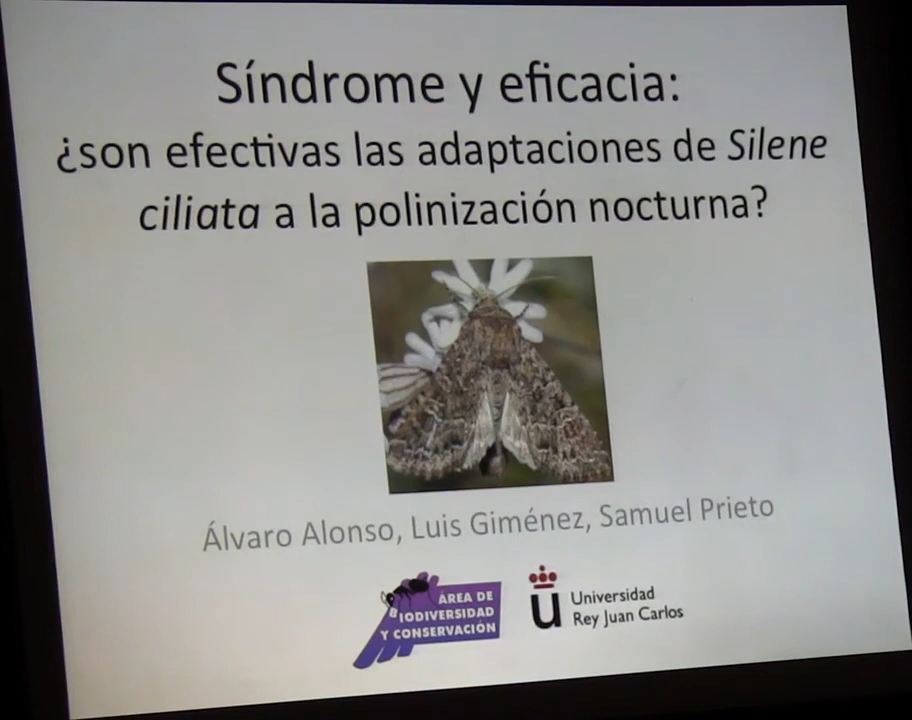 Síndrome y eficacia:
¿son efectivas las adaptaciones de Silene
ciliata a la polinización nocturna?
Álvaro Alonso, Luis Giménez, Samuel Prieto
ÁREA DE
BIODIVERSIDAD
Y CONSERVACIÓN
u Universidad
Rey Juan Carlos